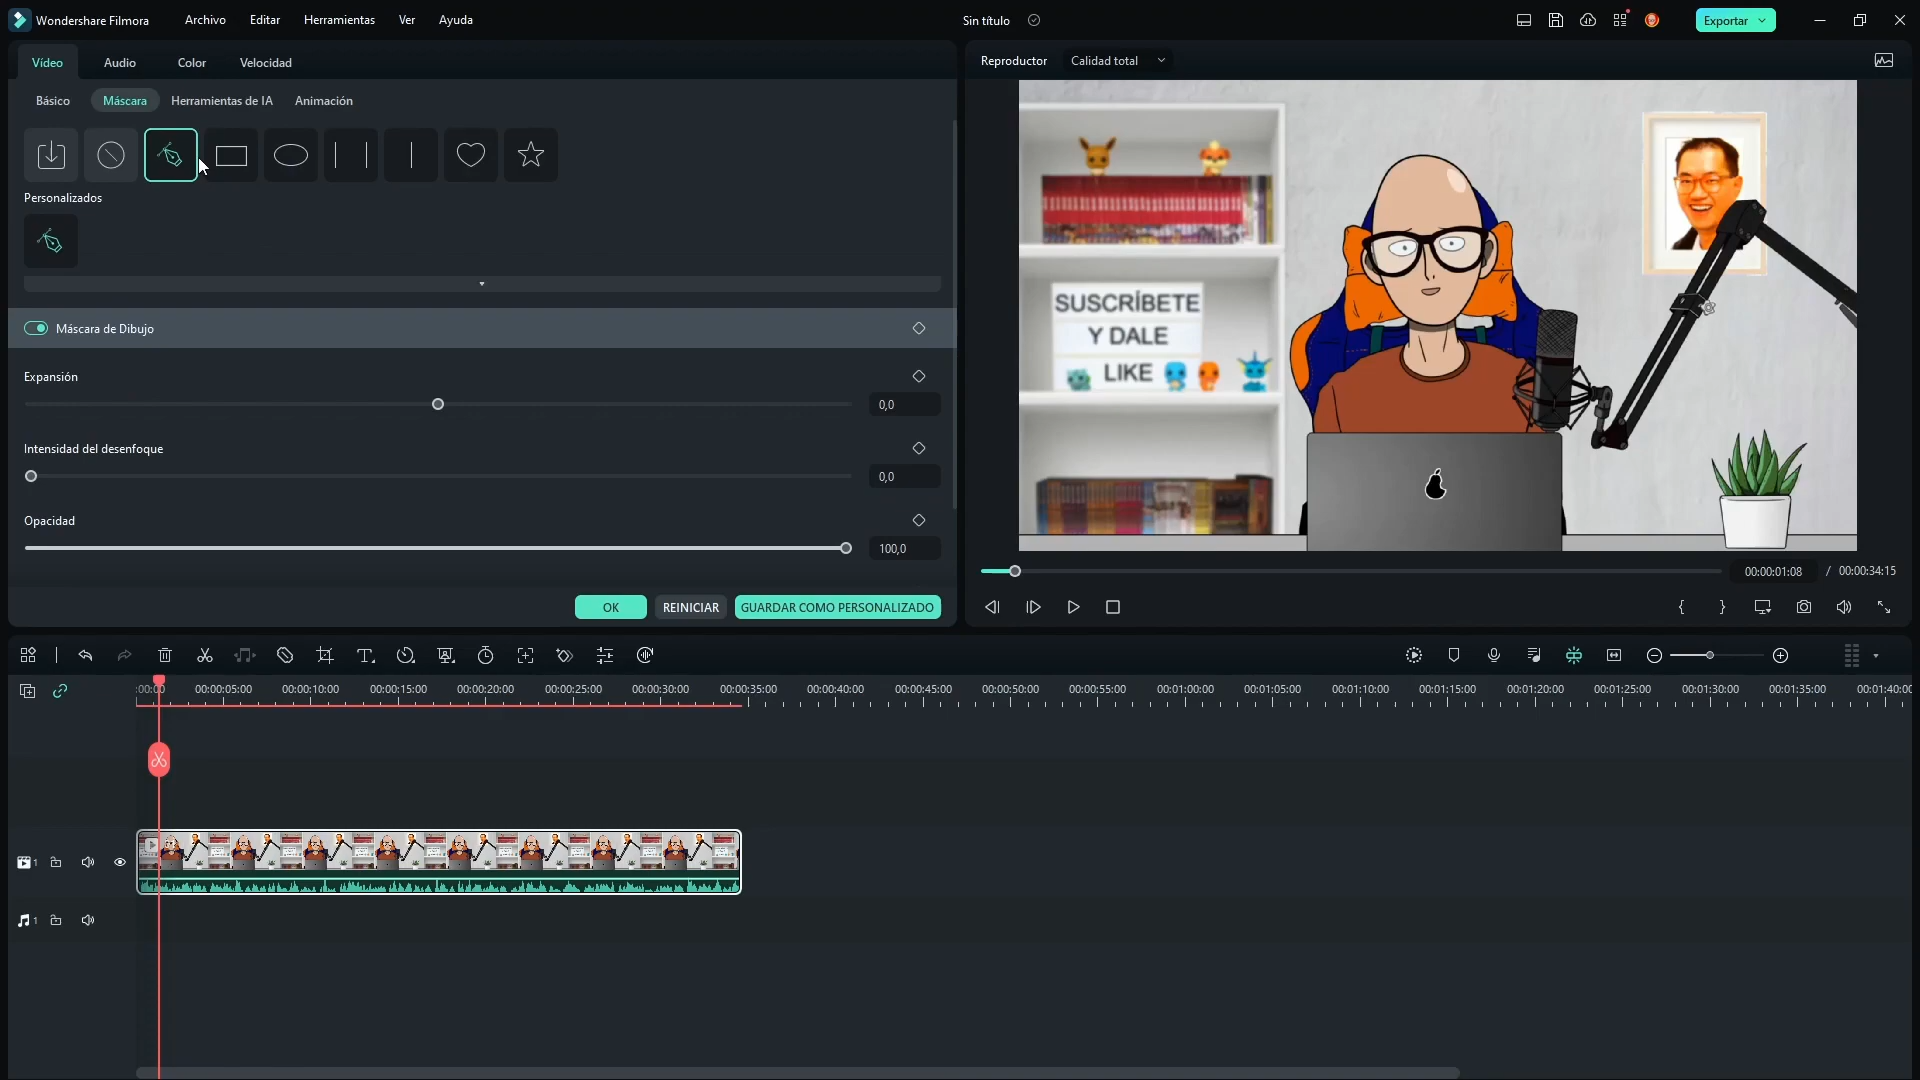 Wondershare Filmora
Archivo
Editar
Herramientas
Ver
Ayuda
Sin título
Exportar
Vídeo
Audio
Color
Velocidad
Reproductor
Calidad total
Básico
Máscara
Herramientas de IA
Animación
Personalizados
Máscara de Dibujo
Expansión
0,0
Intensidad del desenfoque
0,0
Opacidad
100,0
OK
REINICIAR
GUARDAR COMO PERSONALIZADO
SUSCRÍBETE
Y DALE
LIKE
00:00:01:08 / 00:00:34:15
:00:00
00:00:05:00
00:00:10:00
00:00:15:00
00:00:20:00
00:00:25:00
00:00:30:00
00:00:35:00
00:00:40:00
00:00:45:00
00:00:50:00
00:00:55:00
00:01:00:00
00:01:05:00
00:01:10:00
00:01:15:00
00:01:20:00
00:01:25:00
00:01:30:00
00:01:35:00
00:01:40:00
1
1